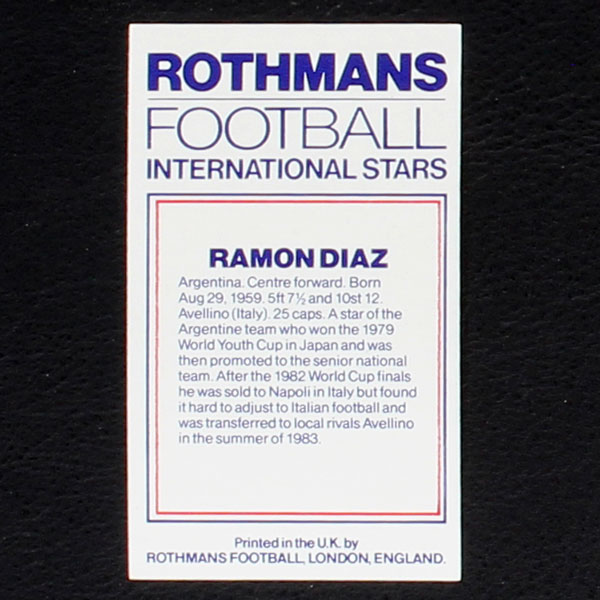 ROTHMANS
FOOTBALL
INTERNATIONAL STARS
RAMON DIAZ
Argentina. Centre forward. Born
Aug 29, 1959. 5ft 7½ and 10st 12.
Avellino (Italy). 25 caps. A star of the
Argentine team who won the 1979
World Youth Cup in Japan and was
then promoted to the senior national
team. After the 1982 World Cup finals
he was sold to Napoli in Italy but found
it hard to adjust to Italian football and
was transferred to local rivals Avellino
in the summer of 1983.
Printed in the U.K. by
ROTHMANS FOOTBALL, LONDON, ENGLAND.